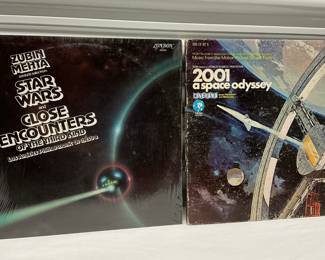 LONDON
ZUBIN
MEHTA
STAR
WARS
and
CLOSE
ENCOUNTERS
OF THE THIRD KIND
Los Angeles Philharmonic Orchestra
Music from the Motion Picture Sound Track
2001
a space odyssey